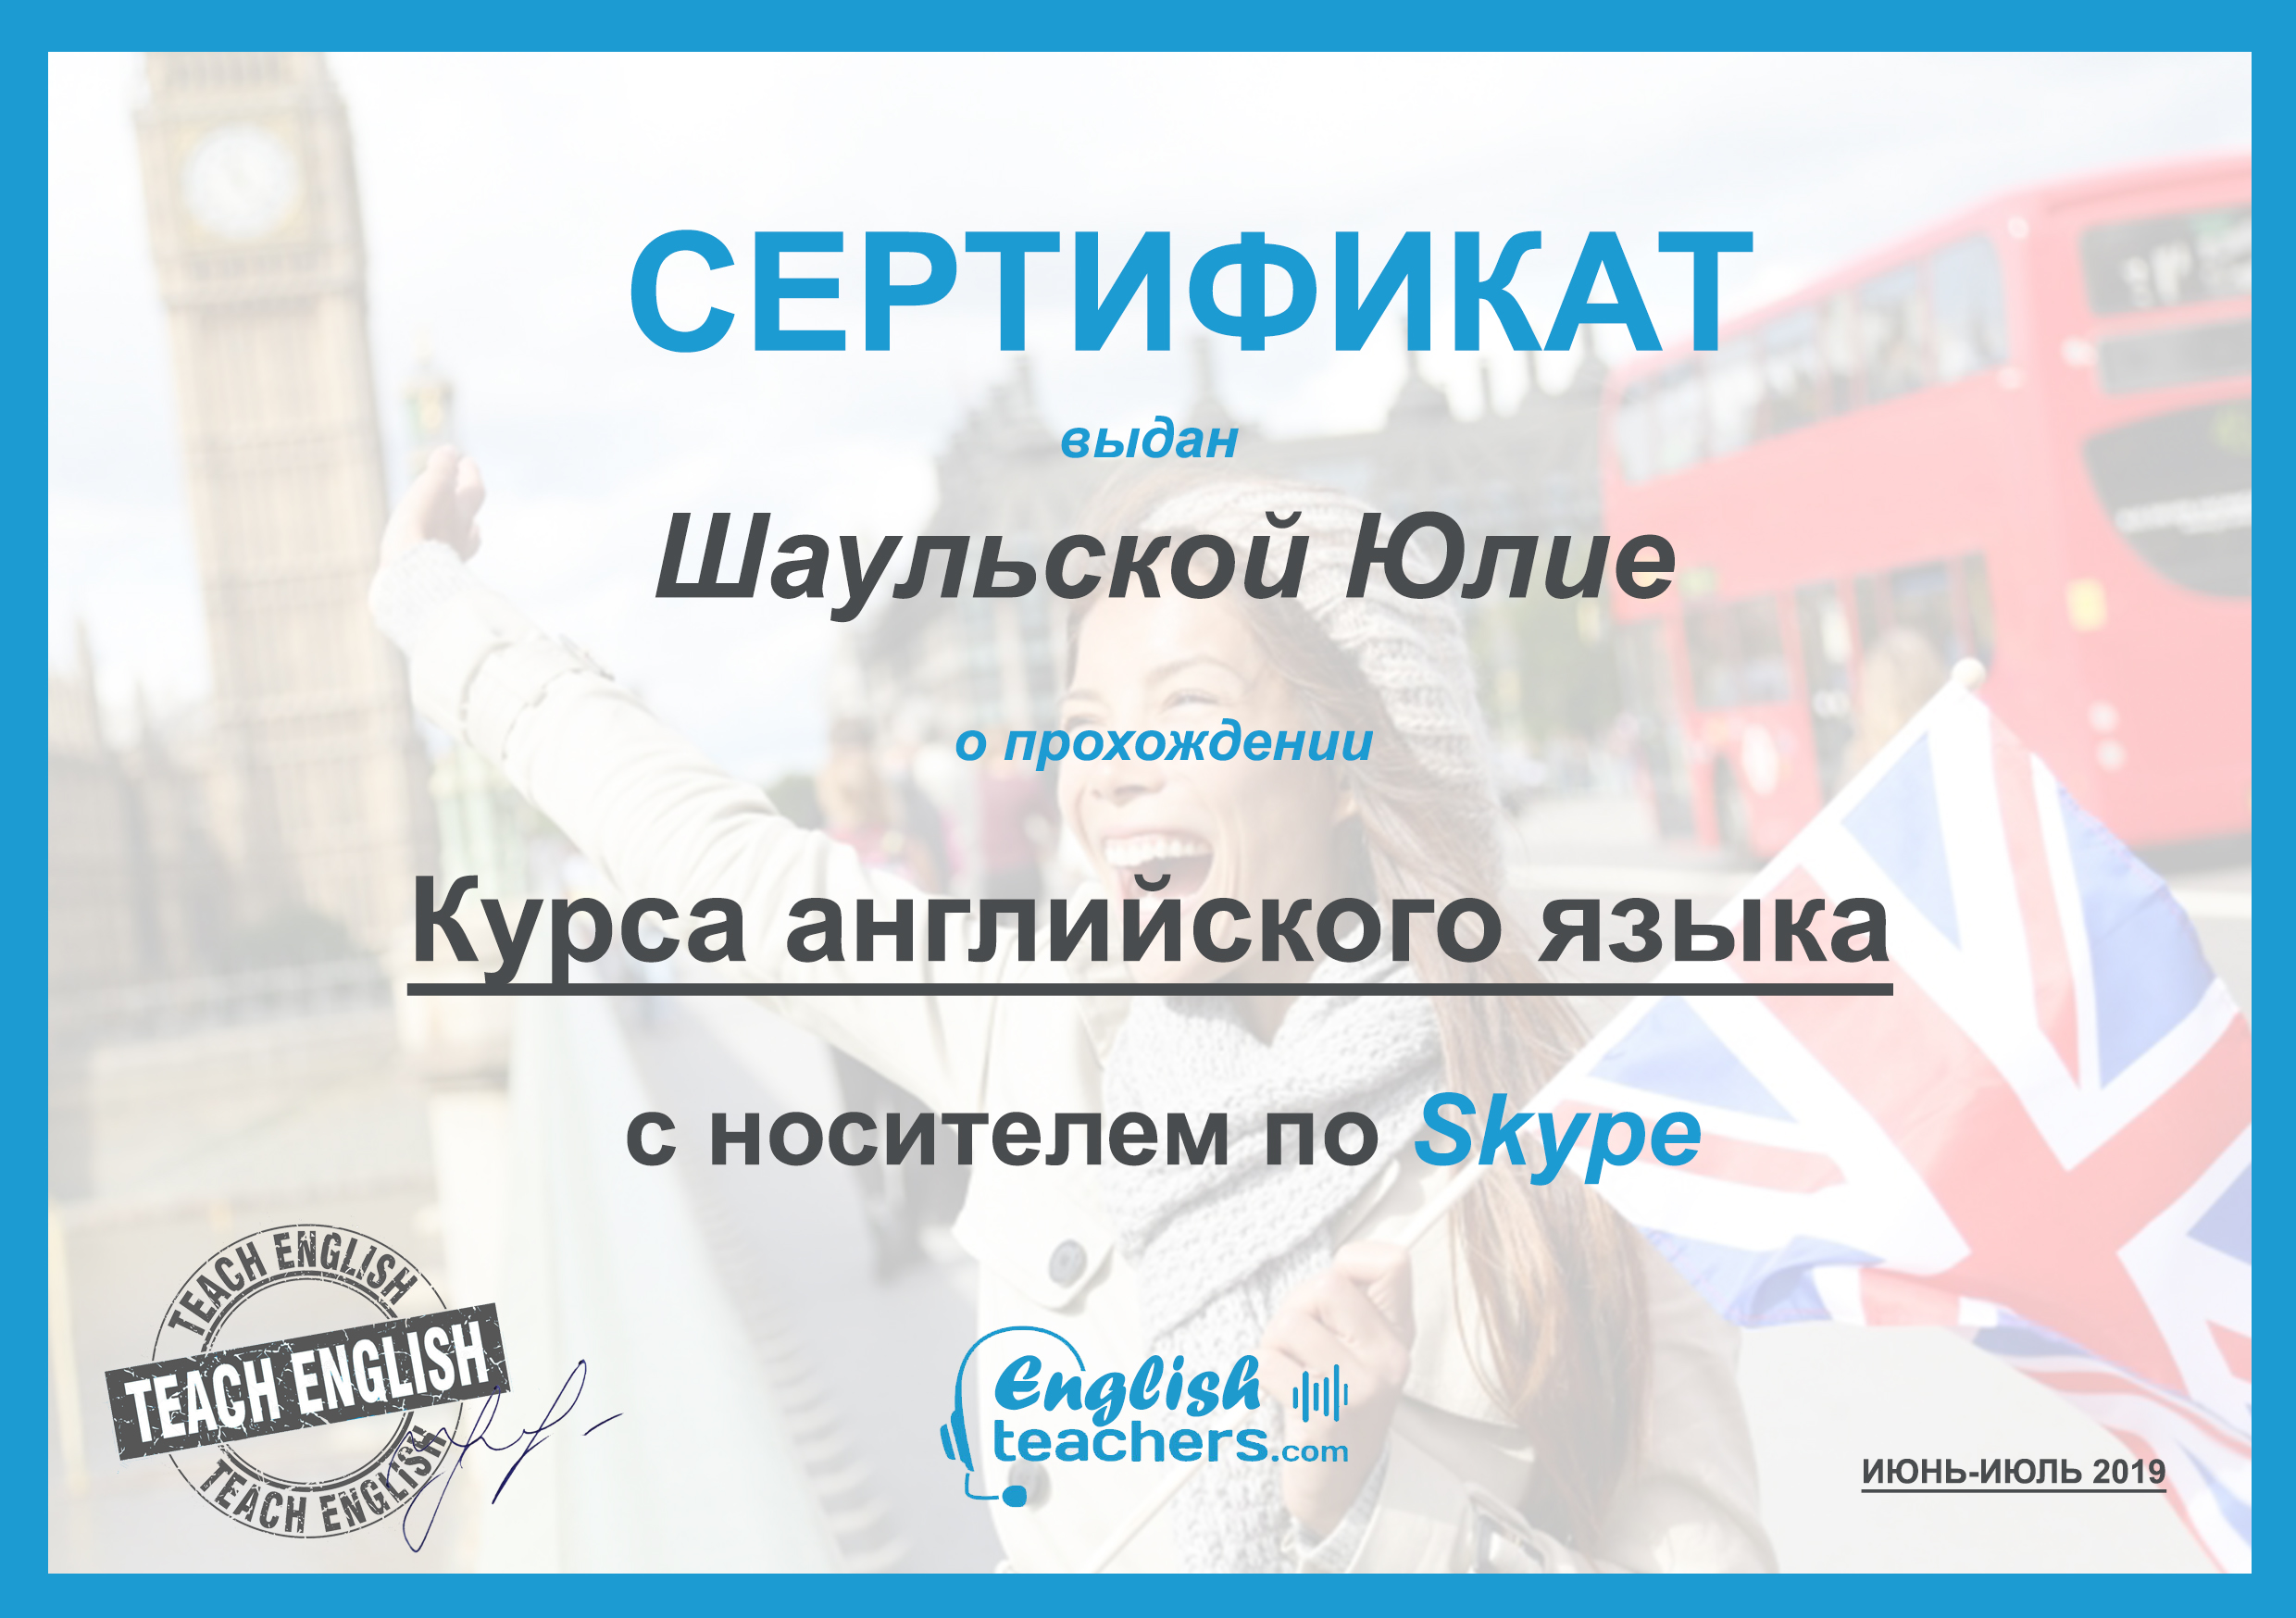 СЕРТИФИКАТ
выдан
Шаульской Юлие
о прохождении
Курса английского языка
с носителем по Skype
TEACH ENGLISH
TEACH ENGLISH
TEACH ENGLISH
English
teachers.com
ИЮНЬ-ИЮЛЬ 2019